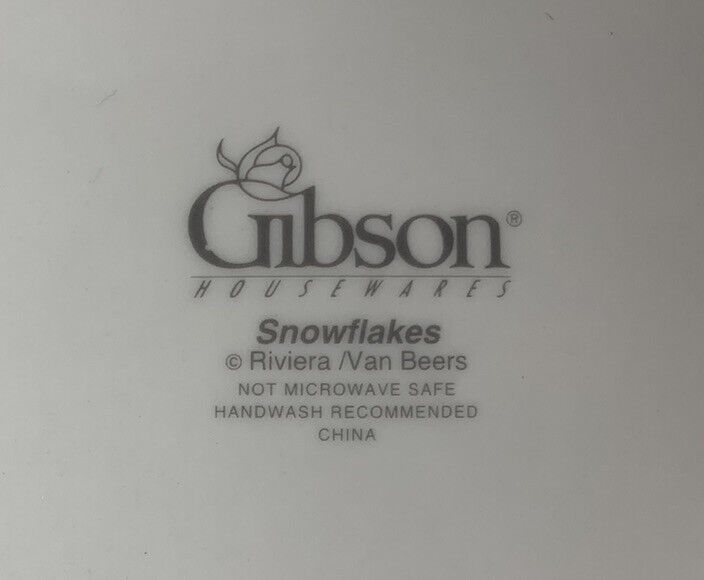 Gibson®
HOUSEWARES
Snowflakes
© Riviera /Van Beers
NOT MICROWAVE SAFE
HANDWASH RECOMMENDED
CHINA